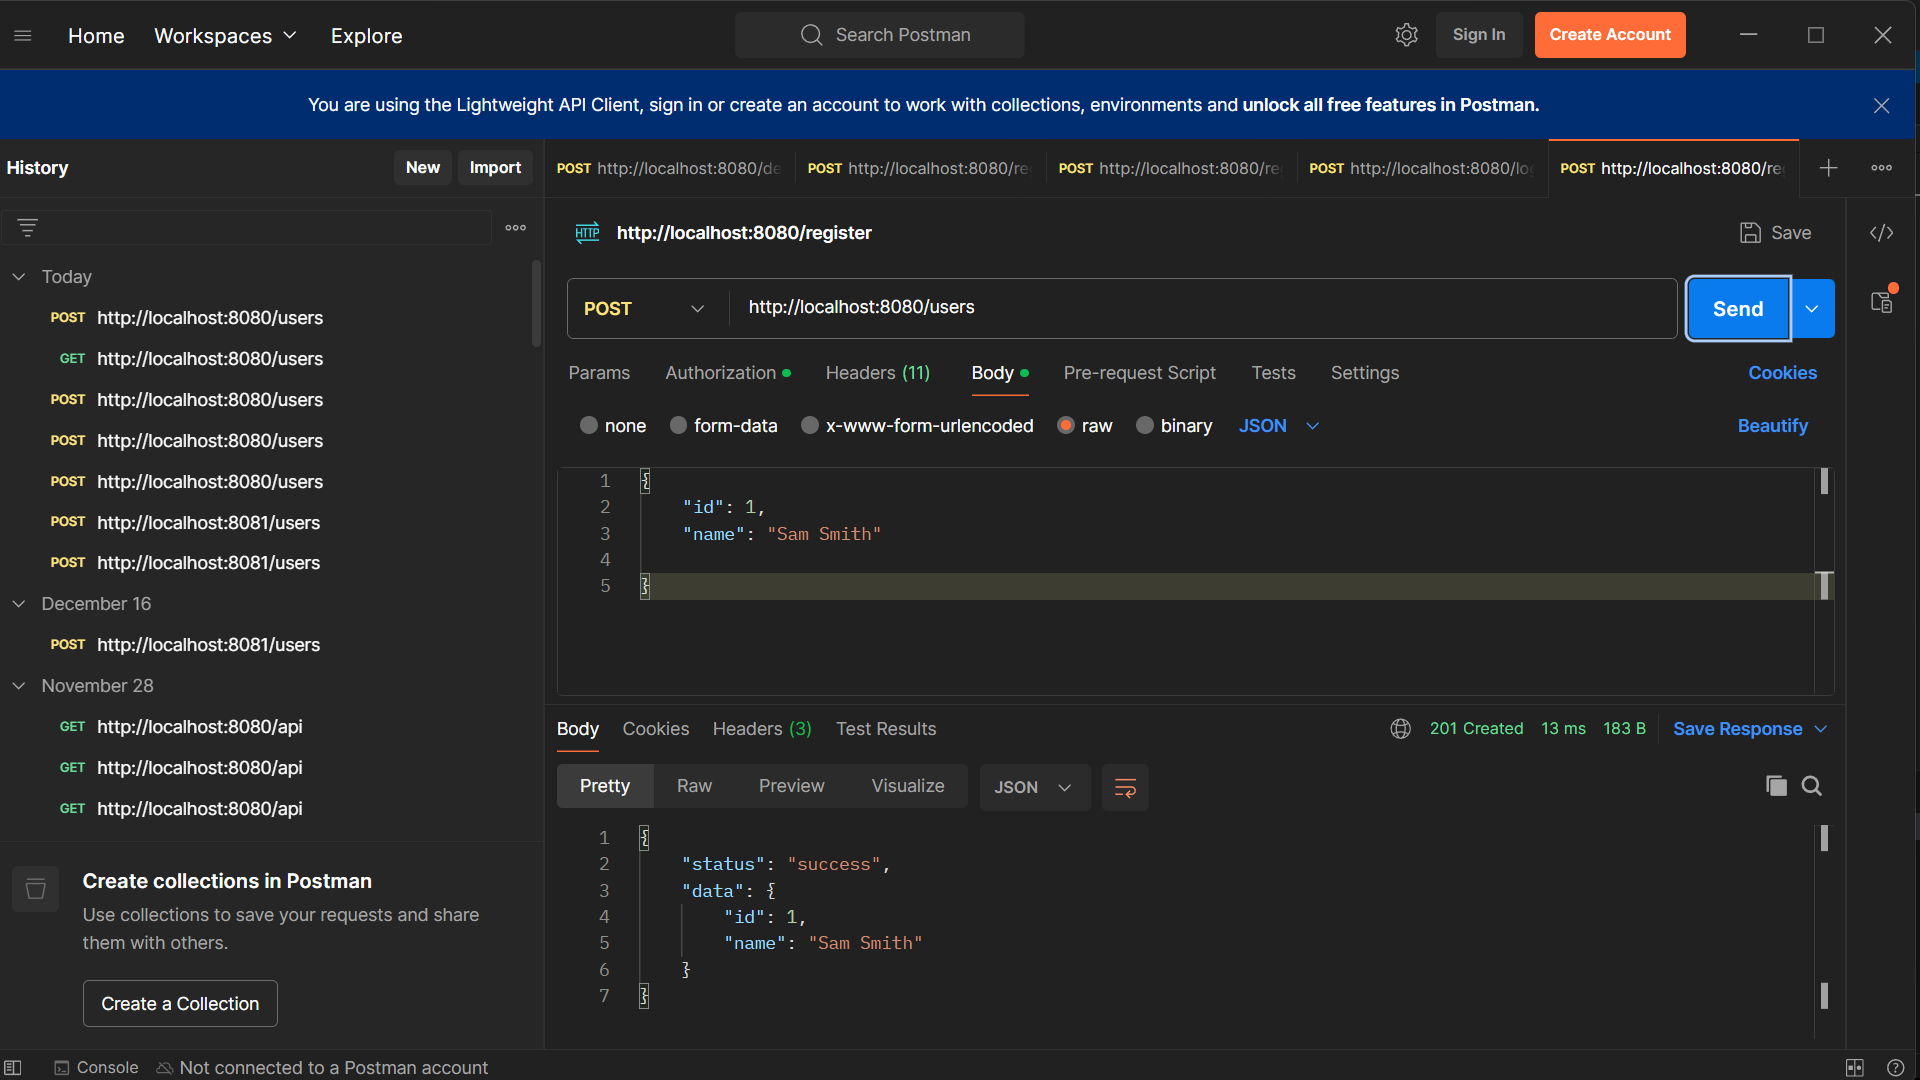 Home Workspaces Explore Search Postman Sign In Create Account
You are using the Lightweight API Client, sign in or create an account to work with collections, environments and unlock all free features in Postman.
History New Import
POST http://localhost:8080/de POST http://localhost:8080/re POST http://localhost:8080/re POST http://localhost:8080/lo POST http://localhost:8080/re
HTTP http://localhost:8080/register Save
Today
POST http://localhost:8080/users
GET http://localhost:8080/users
POST http://localhost:8080/users
POST http://localhost:8080/users
POST http://localhost:8080/users
POST http://localhost:8081/users
POST http://localhost:8081/users
December 16
POST http://localhost:8081/users
November 28
GET http://localhost:8080/api
GET http://localhost:8080/api
GET http://localhost:8080/api
Create collections in Postman
Use collections to save your requests and share
them with others.
Create a Collection
POST http://localhost:8080/users Send
Params Authorization Headers (11) Body Pre-request Script Tests Settings Cookies
none form-data x-www-form-urlencoded raw binary JSON Beautify
1 {
2 "id": 1,
3 "name": "Sam Smith"
4
5 }
Body Cookies Headers (3) Test Results 201 Created 13 ms 183 B Save Response
Pretty Raw Preview Visualize JSON
1 {
2 "status": "success",
3 "data": {
4 "id": 1,
5 "name": "Sam Smith"
6 }
7 }
Console Not connected to a Postman account